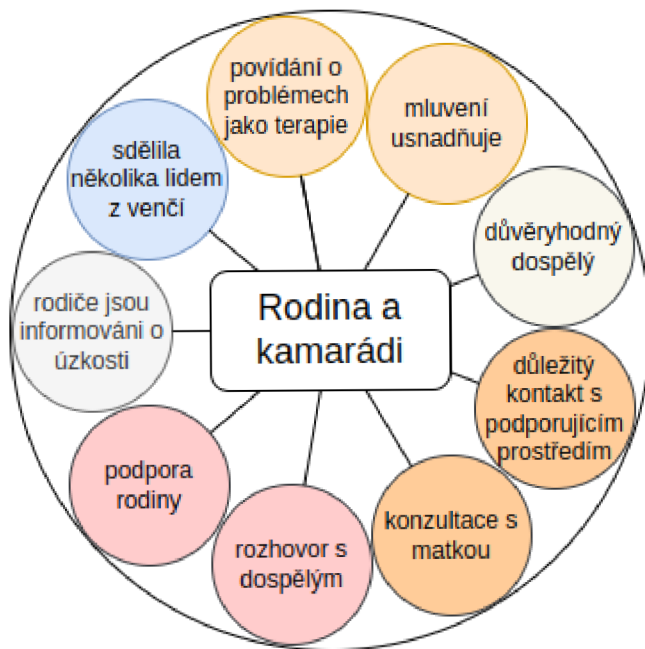 povídání o
problémech
jako terapie
mluvení
usnadňuje
sdělila
několika lidem
z venčí
důvěryhodný
dospělý
rodiče jsou
informováni o
úzkosti
Rodina a
kamarádi
důležitý
kontakt s
podporujícím
prostředím
podpora
rodiny
rozhovor s
dospělým
konzultace s
matkou